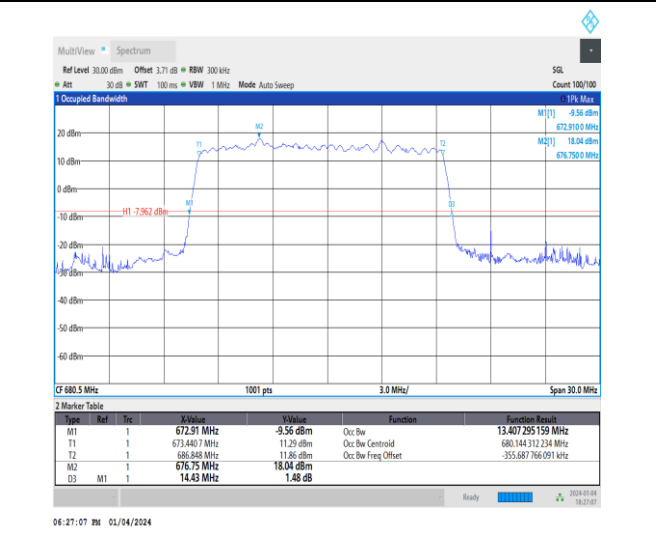 MultiView Spectrum
Ref Level 30.00 dBm Offset 3.71 dB RBW 300 kHz SGL
Att 30 dB SWT 100 ms VBW 1 MHz Mode Auto Sweep Count 100/100
1 Occupied Bandwidth 1Pk Max
M1[1] -9.56 dBm
672.9100 MHz
M2[1] 18.04 dBm
676.7500 MHz
M2
20 dBm
T1 T2
10 dBm
0 dBm
M1 D3
H1 -7.962 dBm
-10 dBm
-20 dBm
-30 dBm
-40 dBm
-50 dBm
-60 dBm
CF 680.5 MHz 1001 pts 3.0 MHz/ Span 30.0 MHz
2 Marker Table
Type Ref Trc X-Value Y-Value Function Function Result
M1 1 672.91 MHz -9.56 dBm Occ Bw 13.407 295 159 MHz
T1 1 673.4407 MHz 11.29 dBm Occ Bw Centroid 680.144 312 234 MHz
T2 1 686.848 MHz 11.86 dBm Occ Bw Freq Offset -355.687 766 091 kHz
M2 1 676.75 MHz 18.04 dBm
D3 M1 1 14.43 MHz 1.48 dB
Ready 2024-01-04
18:27:07
06:27:07 PM 01/04/2024